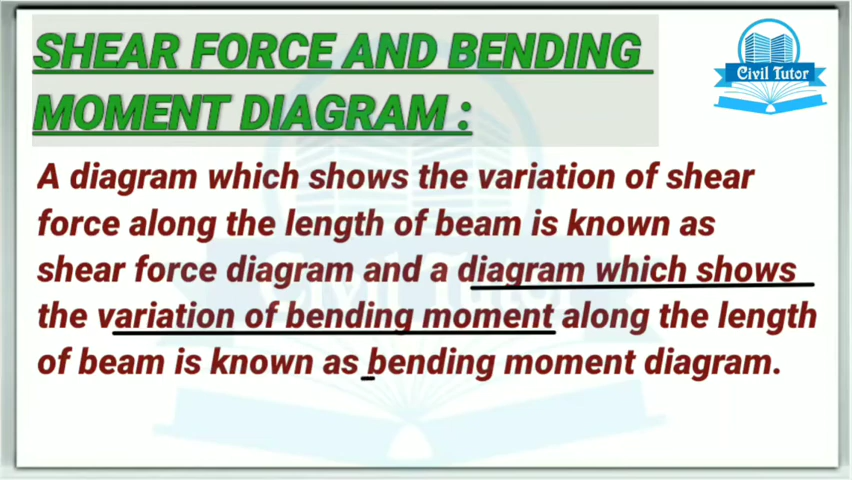 SHEAR FORCE AND BENDING
MOMENT DIAGRAM :
Civil Tutor
A diagram which shows the variation of shear
force along the length of beam is known as
shear force diagram and a diagram which shows
the variation of bending moment along the length
of beam is known as bending moment diagram.
Civil Tutor